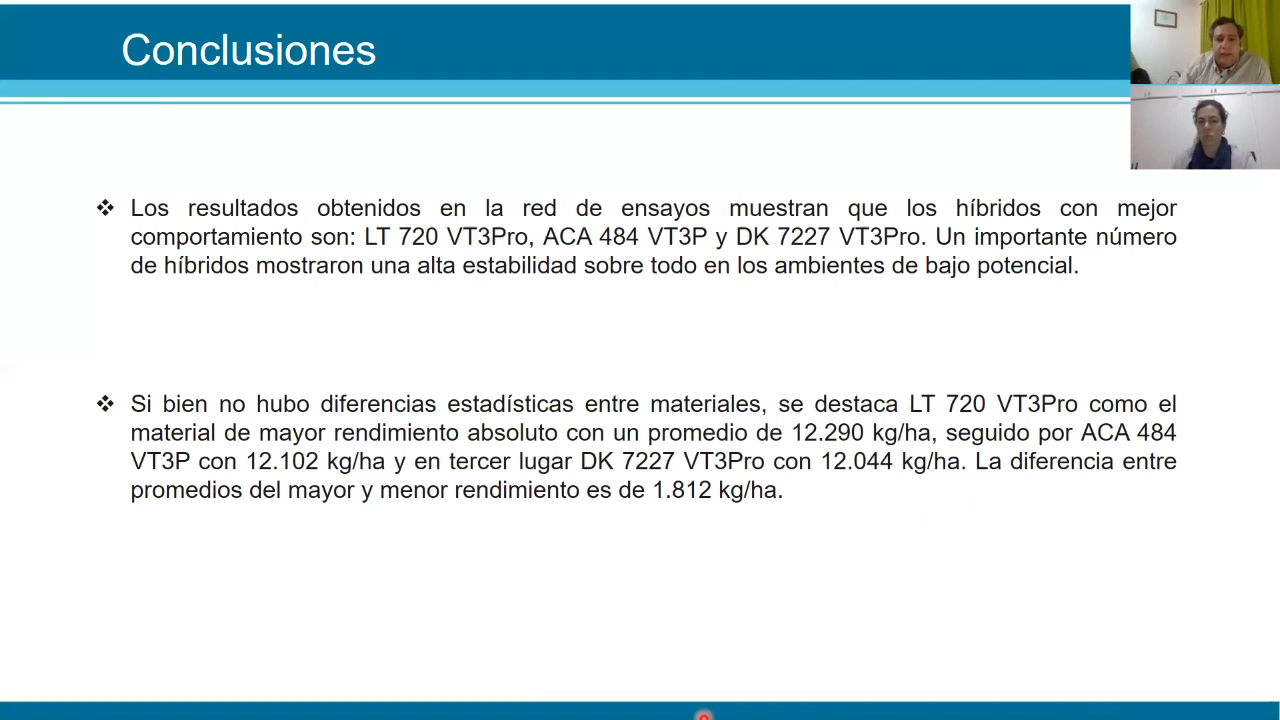 Conclusiones
❖ Los resultados obtenidos en la red de ensayos muestran que los híbridos con mejor
comportamiento son: LT 720 VT3Pro, ACA 484 VT3P y DK 7227 VT3Pro. Un importante número
de híbridos mostraron una alta estabilidad sobre todo en los ambientes de bajo potencial.
❖ Si bien no hubo diferencias estadísticas entre materiales, se destaca LT 720 VT3Pro como el
material de mayor rendimiento absoluto con un promedio de 12.290 kg/ha, seguido por ACA 484
VT3P con 12.102 kg/ha y en tercer lugar DK 7227 VT3Pro con 12.044 kg/ha. La diferencia entre
promedios del mayor y menor rendimiento es de 1.812 kg/ha.